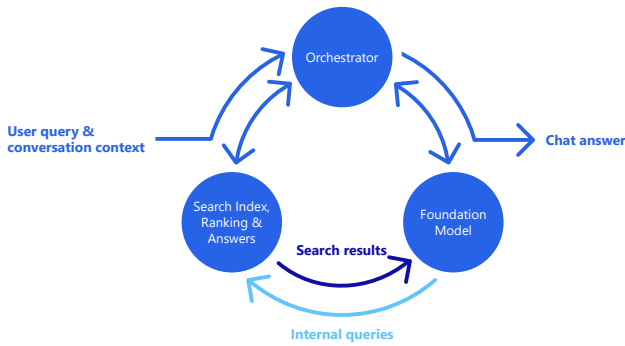 Orchestrator
User query &
conversation context
Chat answer
Search Index,
Ranking &
Answers
Foundation
Model
Search results
Internal queries